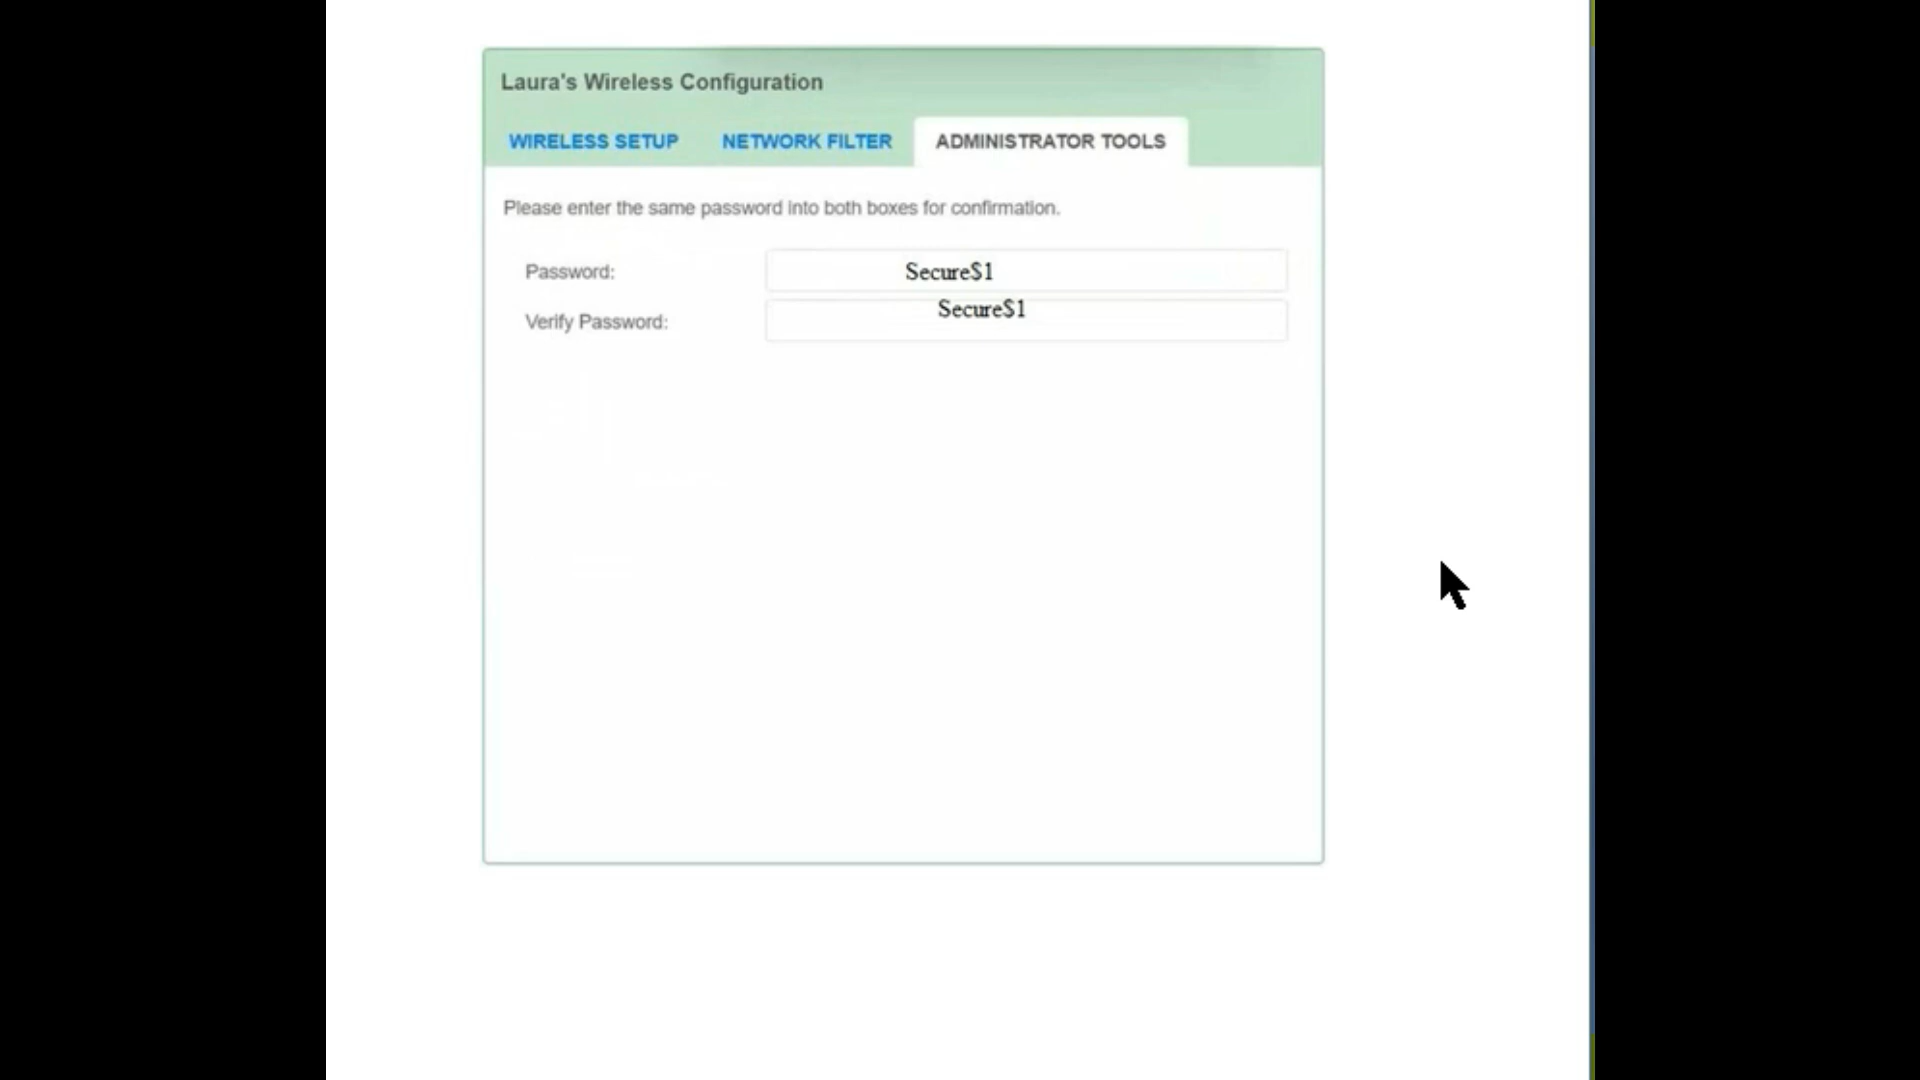 Laura's Wireless Configuration
WIRELESS SETUP NETWORK FILTER ADMINISTRATOR TOOLS
Please enter the same password into both boxes for confirmation.
Password: Secure$1
Verify Password: Secure$1